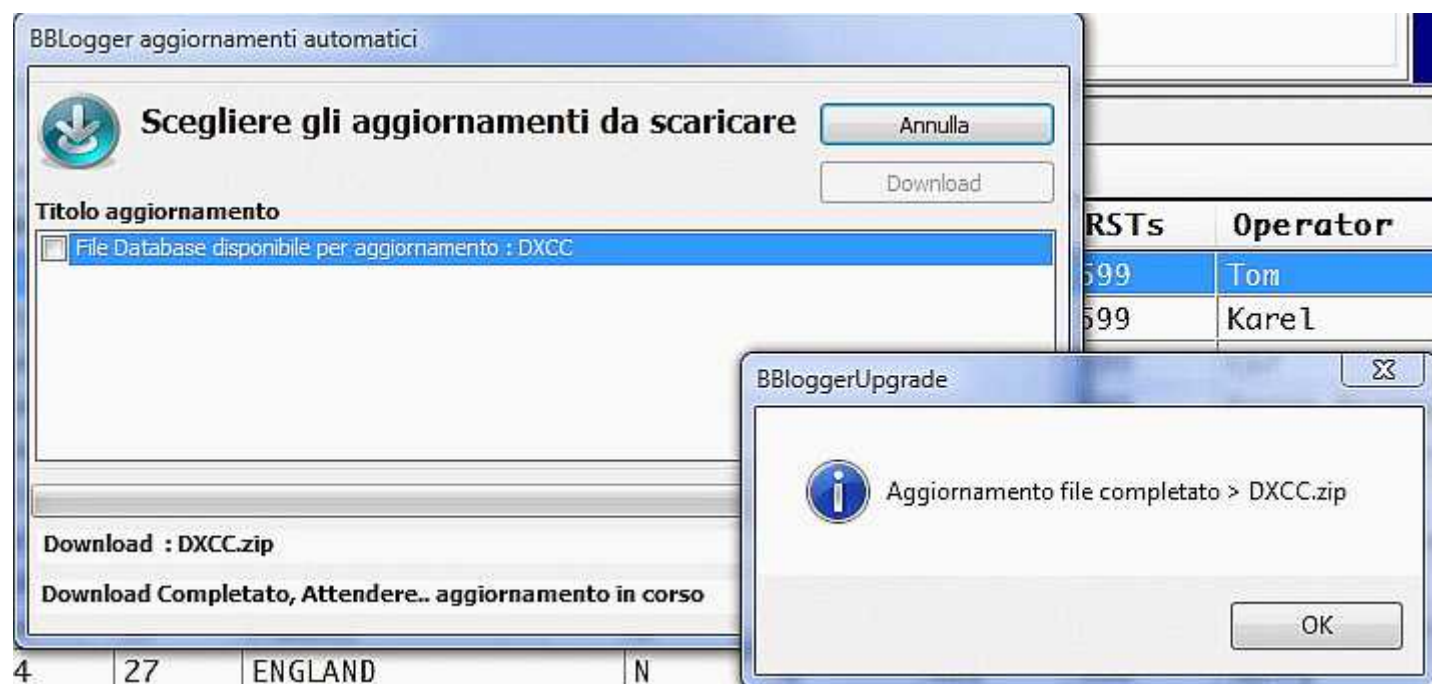 BBLogger aggiornamenti automatici
Scegliere gli aggiornamenti da scaricare
Annulla
Download
Titolo aggiornamento
File Database disponibile per aggiornamento : DXCC
RSTs Operator
599 Tom
599 Karel
BBloggerUpgrade
Aggiornamento file completato > DXCC.zip
Download : DXCC.zip
Download Completato, Attendere.. aggiornamento in corso
OK
4 27 ENGLAND N